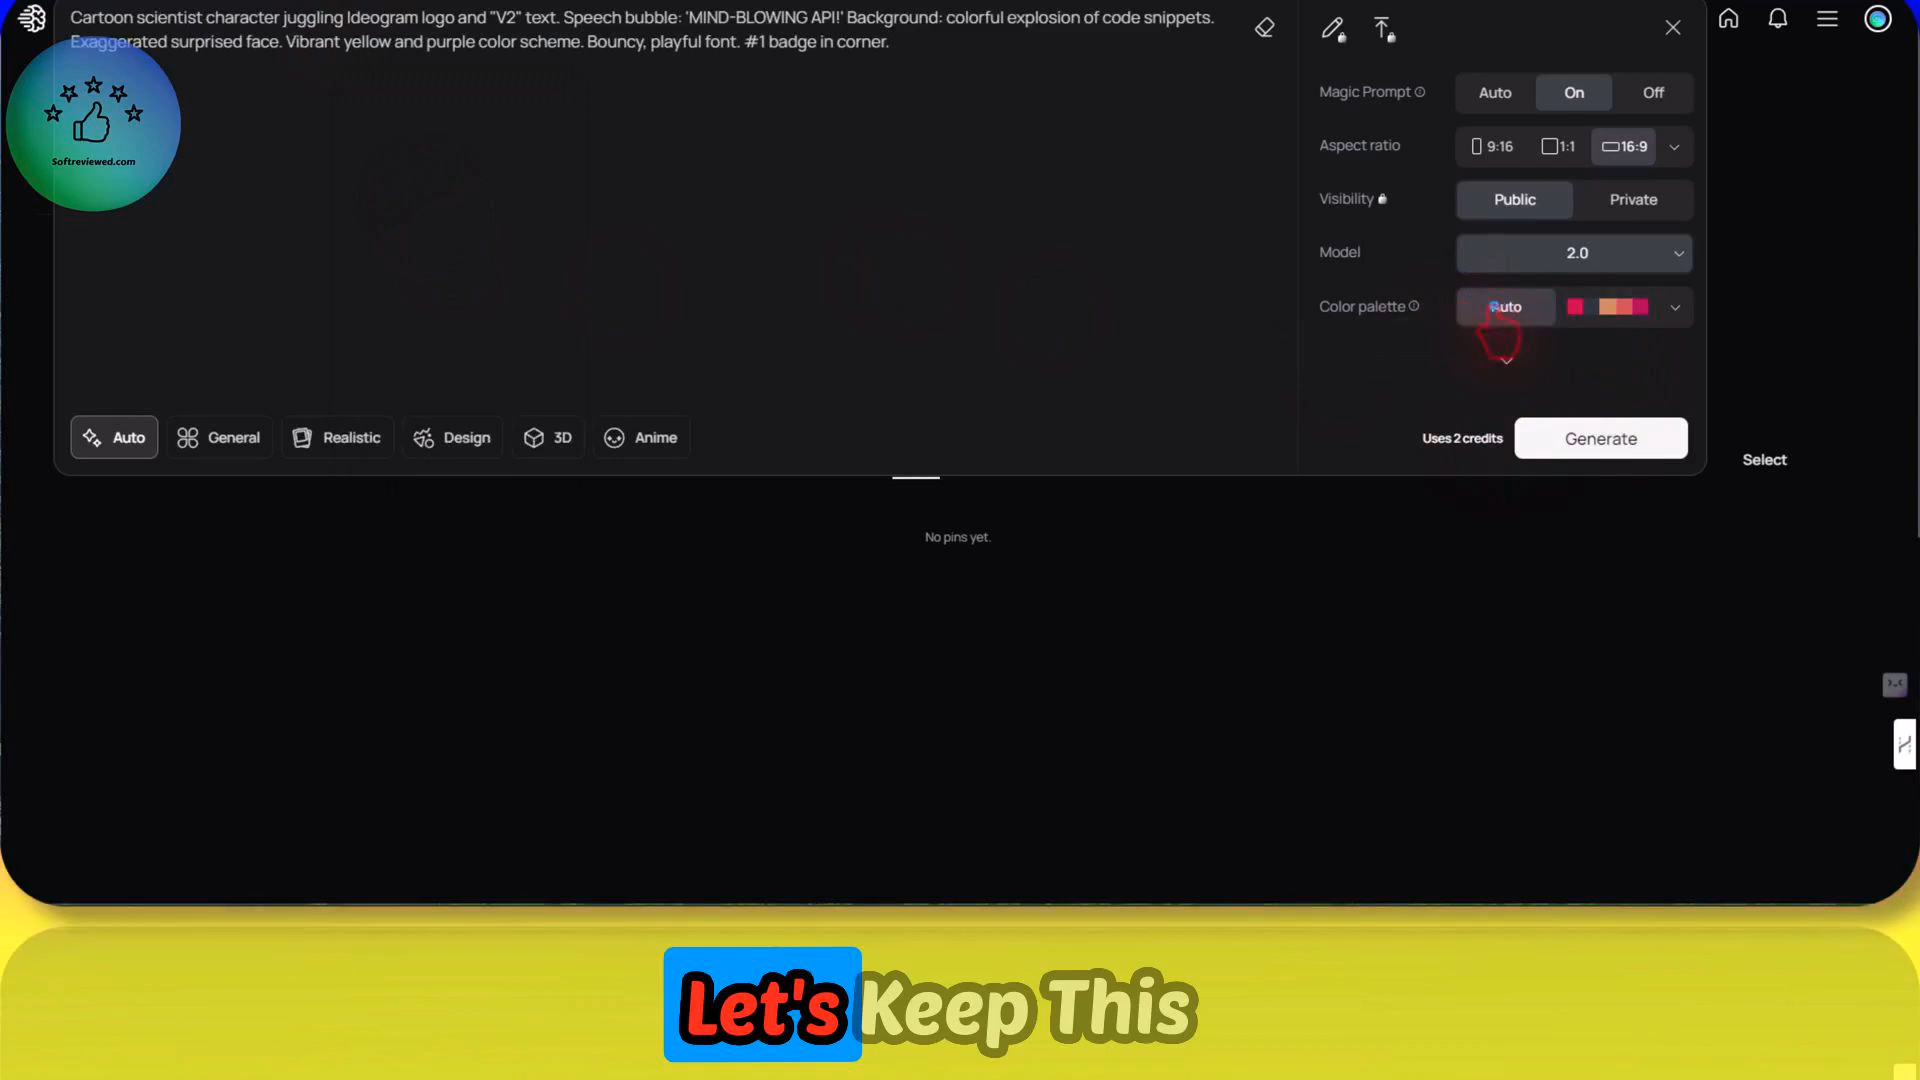 Cartoon scientist character juggling Ideogram logo and "V2" text. Speech bubble: 'MIND-BLOWING API!' Background: colorful explosion of code snippets.
Exaggerated surprised face. Vibrant yellow and purple color scheme. Bouncy, playful font. #1 badge in corner.
Softreviewed.com
Magic Prompt
Auto
On
Off
Aspect ratio
9:16
1:1
16:9
Visibility
Public
Private
Model
2.0
Color palette
Auto
Auto
General
Realistic
Design
3D
Anime
Uses 2 credits
Generate
Select
No pins yet.
Let's Keep This